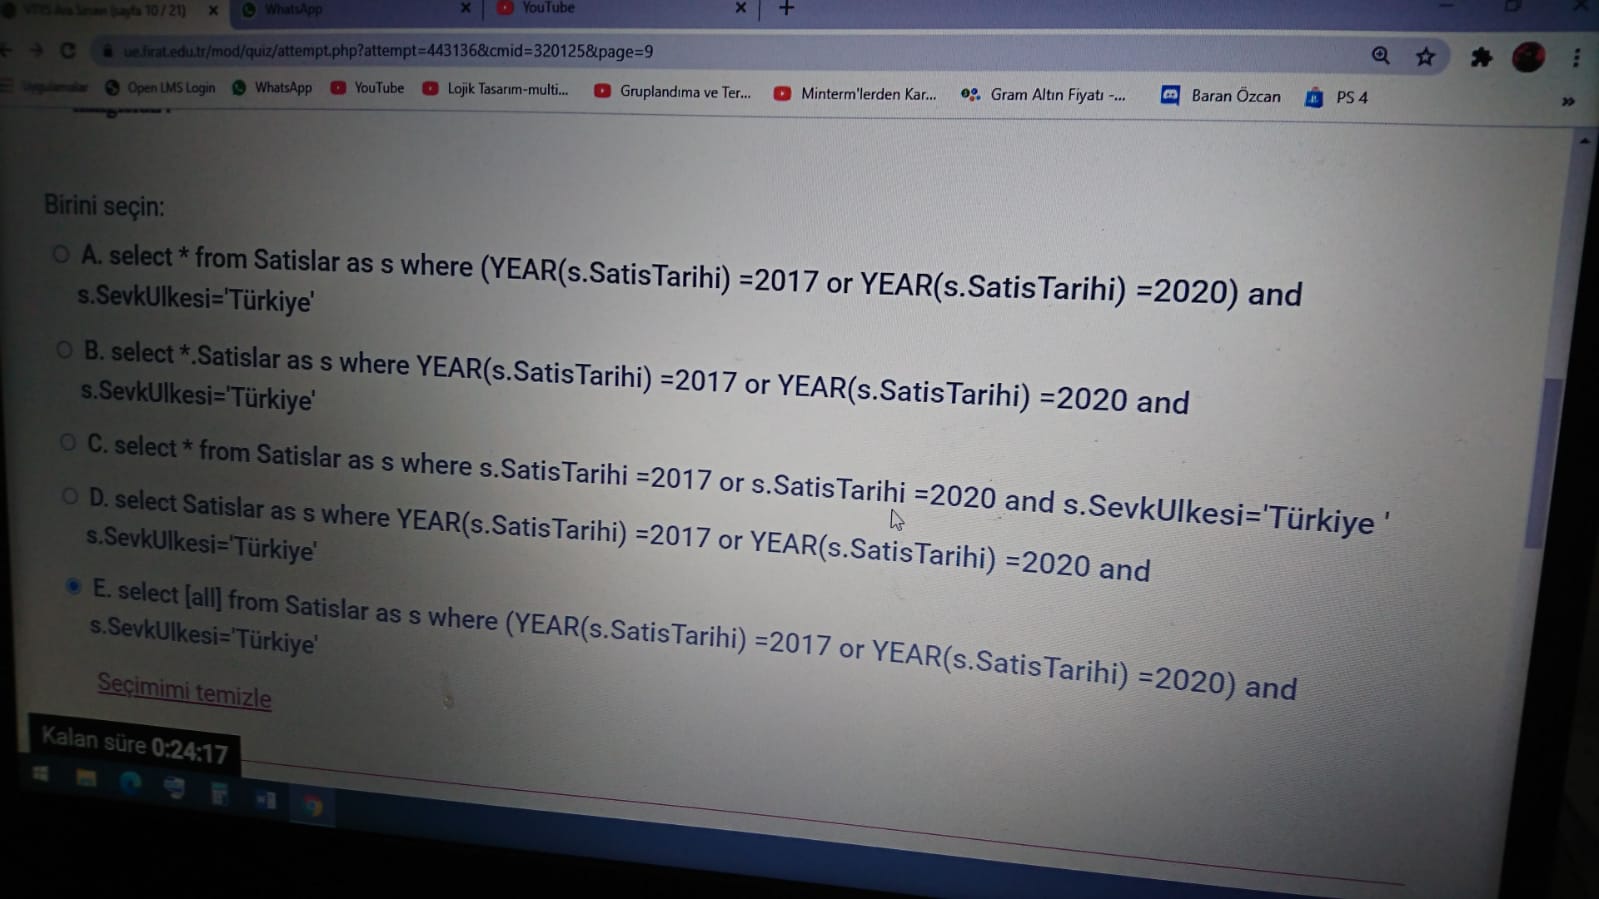 VTYS Ara Sınavı (sayfa 10 / 21)
WhatsApp
YouTube
ue.firat.edu.tr/mod/quiz/attempt.php?attempt=443136&cmid=320125&page=9
Uygulamalar
Open LMS Login
WhatsApp
YouTube
Lojik Tasarım-multi...
Gruplandıma ve Ter...
Minterm'lerden Kar...
Gram Altın Fiyatı -...
Baran Özcan
PS 4
Birini seçin:
A. select * from Satislar as s where (YEAR(s.SatisTarihi) =2017 or YEAR(s.SatisTarihi) =2020) and
s.SevkUlkesi='Türkiye'
B. select *.Satislar as s where YEAR(s.SatisTarihi) =2017 or YEAR(s.SatisTarihi) =2020 and
s.SevkUlkesi='Türkiye'
C. select * from Satislar as s where s.SatisTarihi =2017 or s.SatisTarihi =2020 and s.SevkUlkesi='Türkiye '
D. select Satislar as s where YEAR(s.SatisTarihi) =2017 or YEAR(s.SatisTarihi) =2020 and
s.SevkUlkesi='Türkiye'
E. select [all] from Satislar as s where (YEAR(s.SatisTarihi) =2017 or YEAR(s.SatisTarihi) =2020) and
s.SevkUlkesi='Türkiye'
Seçimimi temizle
Kalan süre 0:24:17